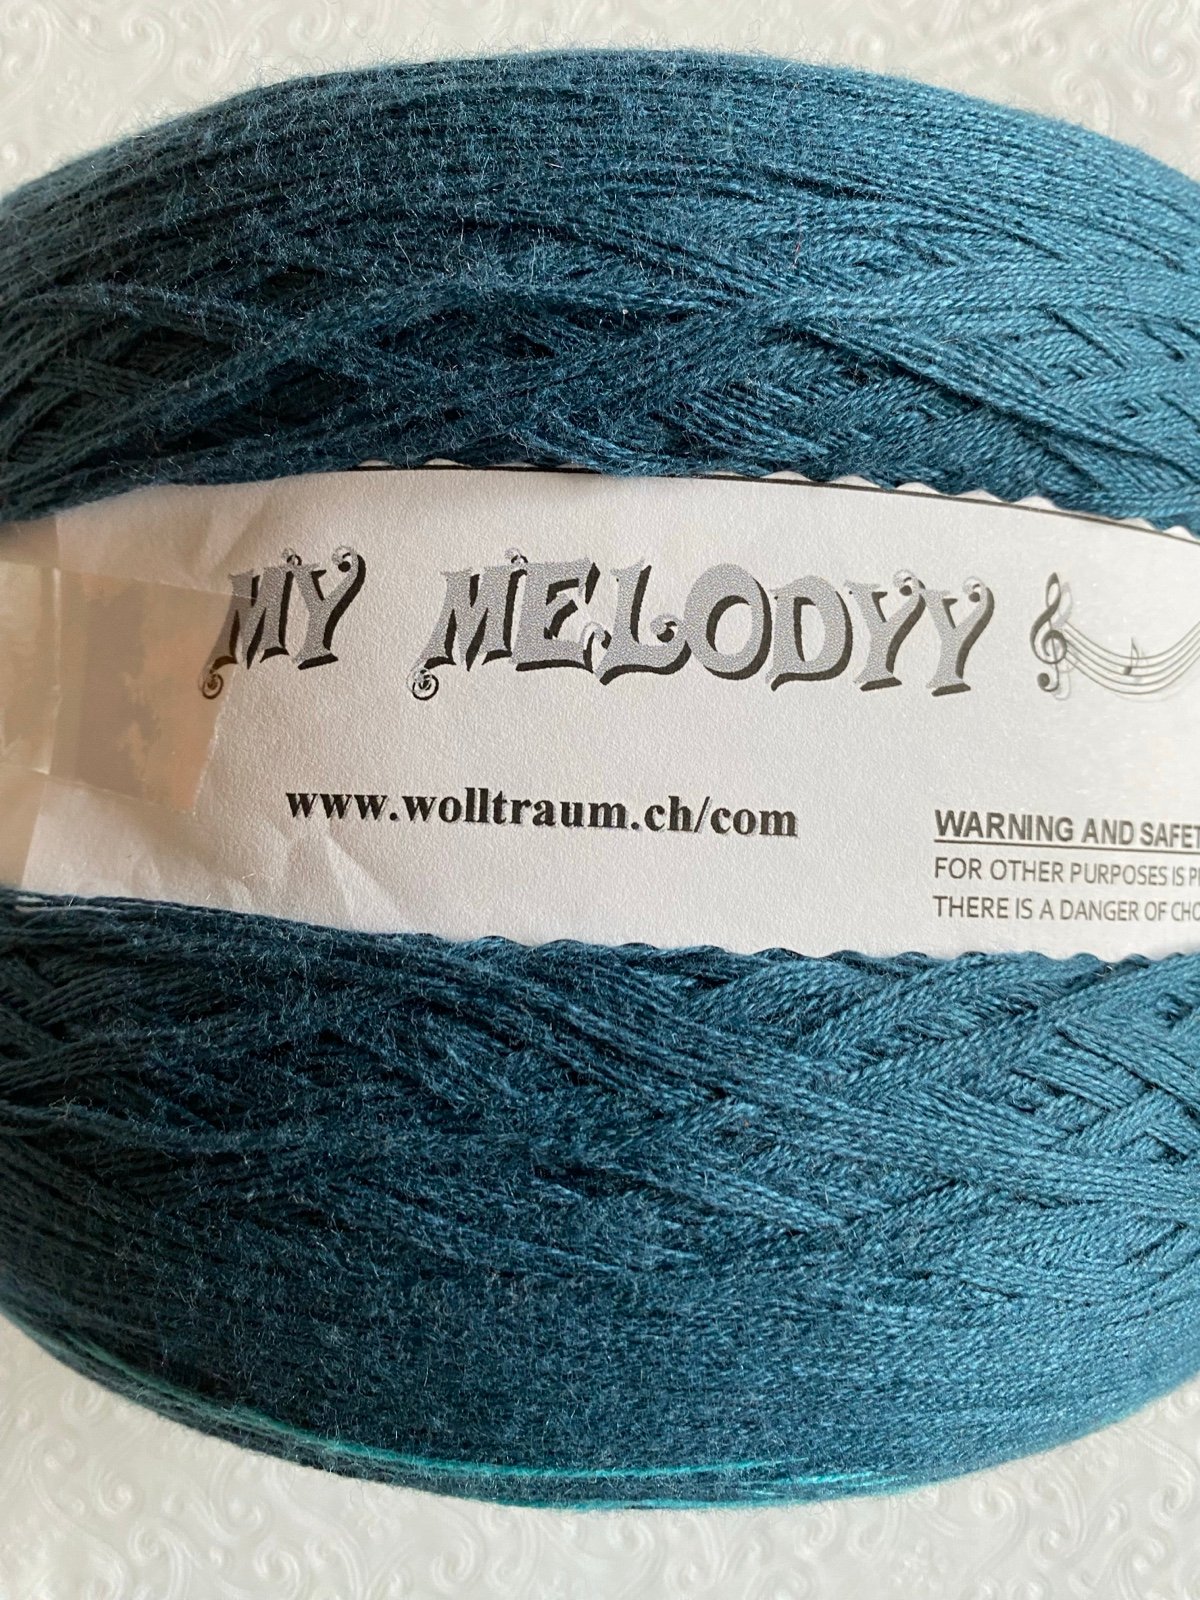 MY MELODYY
www.wolltraum.ch/com
WARNING AND SAFET
FOR OTHER PURPOSES IS P
THERE IS A DANGER OF CHO